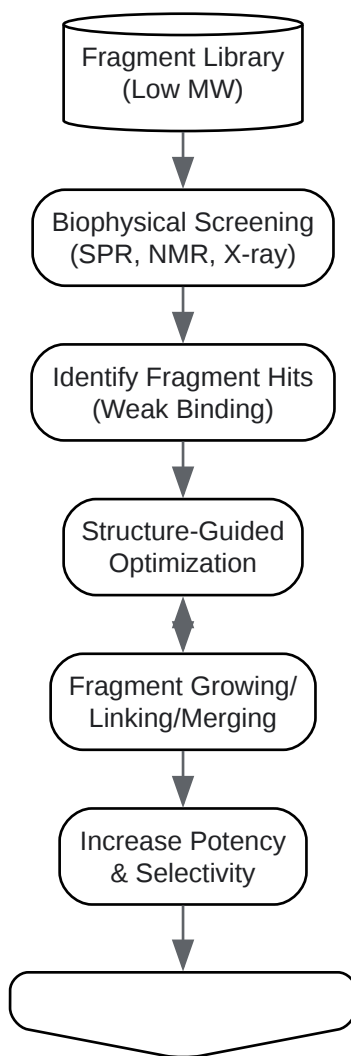 Fragment Library
(Low MW)
Biophysical Screening
(SPR, NMR, X-ray)
Identify Fragment Hits
(Weak Binding)
Structure-Guided
Optimization
Fragment Growing/
Linking/Merging
Increase Potency
& Selectivity